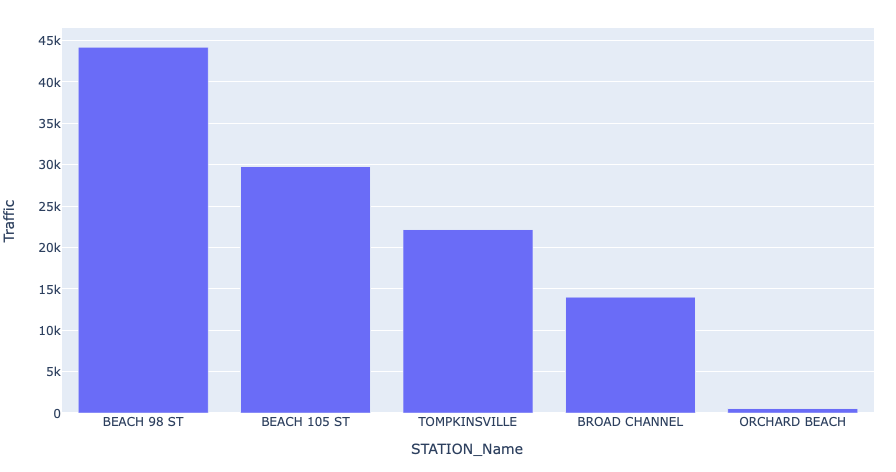 45k
40k
35k
30k
25k
20k
15k
10k
5k
0
Traffic
BEACH 98 ST BEACH 105 ST TOMPKINSVILLE BROAD CHANNEL ORCHARD BEACH
STATION_Name